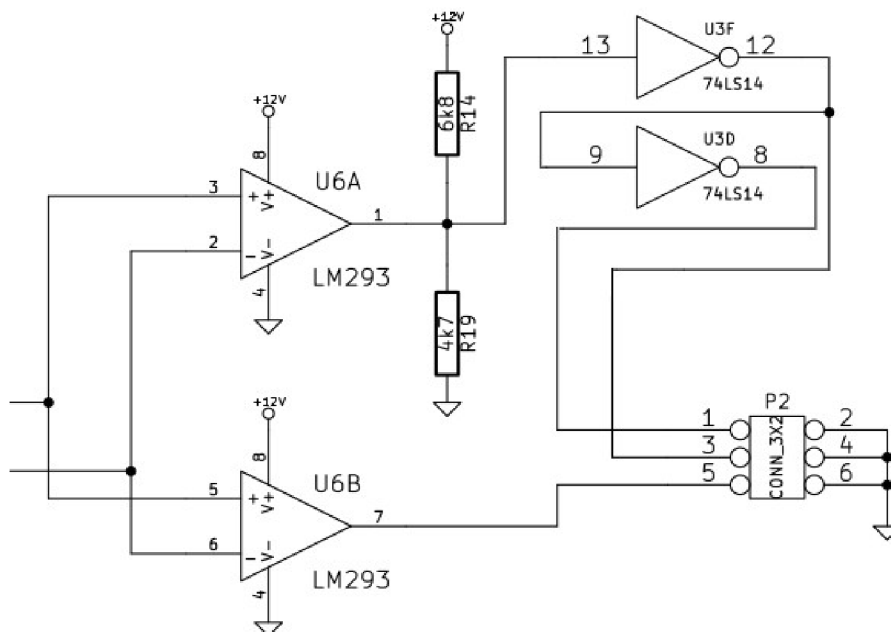 +12V
U3F
13
12
74LS14
6k8
R14
+12V
8
U6A
3
+
V+
2
-
V-
1
4
LM293
U3D
9
8
74LS14
4k7
R19
+12V
8
U6B
5
+
V+
6
-
V-
7
4
LM293
P2
1
2
3
4
5
6
CONN_3X2